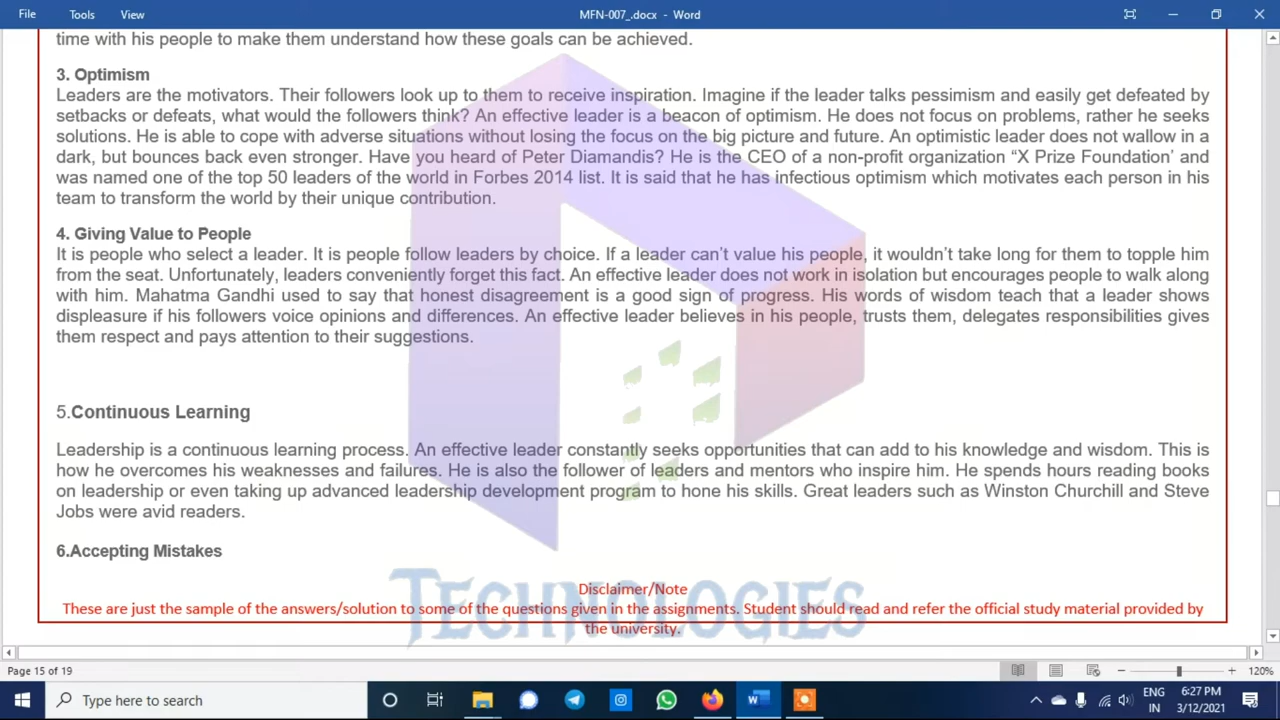 File
Tools
View
MFN-007_.docx - Word
time with his people to make them understand how these goals can be achieved.
3. Optimism
Leaders are the motivators. Their followers look up to them to receive inspiration. Imagine if the leader talks pessimism and easily get defeated by
setbacks or defeats, what would the followers think? An effective leader is a beacon of optimism. He does not focus on problems, rather he seeks
solutions. He is able to cope with adverse situations without losing the focus on the big picture and future. An optimistic leader does not wallow in a
dark, but bounces back even stronger. Have you heard of Peter Diamandis? He is the CEO of a non-profit organization “X Prize Foundation’ and
was named one of the top 50 leaders of the world in Forbes 2014 list. It is said that he has infectious optimism which motivates each person in his
team to transform the world by their unique contribution.
4. Giving Value to People
It is people who select a leader. It is people follow leaders by choice. If a leader can’t value his people, it wouldn’t take long for them to topple him
from the seat. Unfortunately, leaders conveniently forget this fact. An effective leader does not work in isolation but encourages people to walk along
with him. Mahatma Gandhi used to say that honest disagreement is a good sign of progress. His words of wisdom teach that a leader shows
displeasure if his followers voice opinions and differences. An effective leader believes in his people, trusts them, delegates responsibilities gives
them respect and pays attention to their suggestions.
5.Continuous Learning
Leadership is a continuous learning process. An effective leader constantly seeks opportunities that can add to his knowledge and wisdom. This is
how he overcomes his weaknesses and failures. He is also the follower of leaders and mentors who inspire him. He spends hours reading books
on leadership or even taking up advanced leadership development program to hone his skills. Great leaders such as Winston Churchill and Steve
Jobs were avid readers.
6.Accepting Mistakes
TECHNOLOGIES
Disclaimer/Note
These are just the sample of the answers/solution to some of the questions given in the assignments. Student should read and refer the official study material provided by
the university.
Page 15 of 19
120%
Type here to search
ENG
IN
6:27 PM
3/12/2021